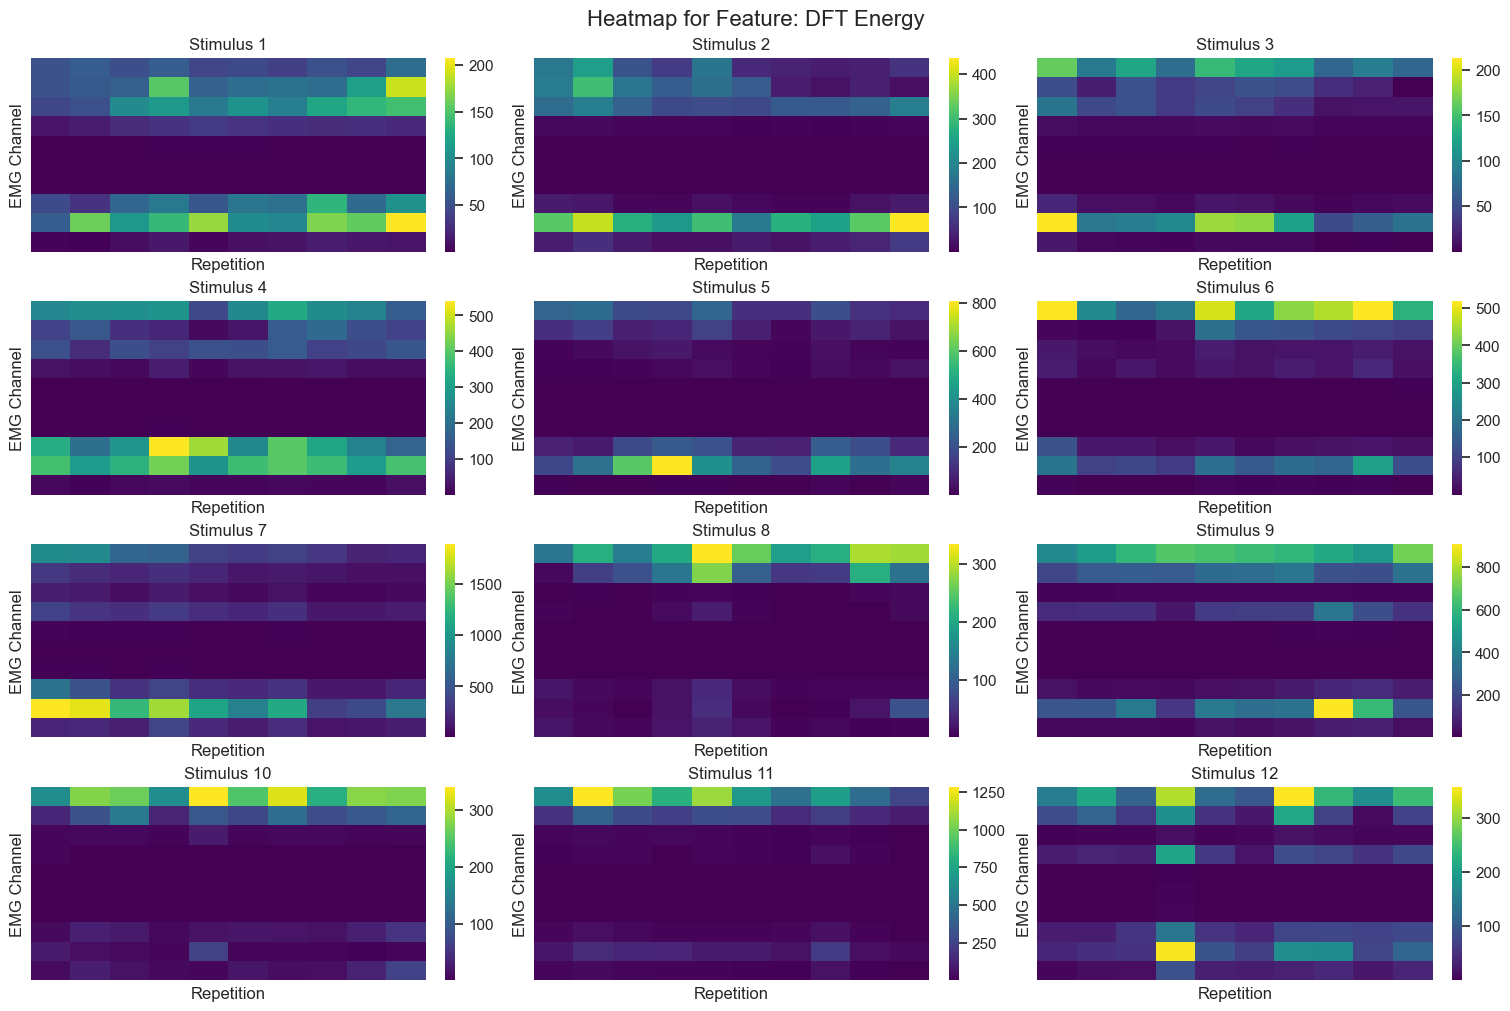 Heatmap for Feature: DFT Energy
Stimulus 1
EMG Channel
Repetition
200
150
100
50
Stimulus 2
EMG Channel
Repetition
400
300
200
100
Stimulus 3
EMG Channel
Repetition
200
150
100
50
Stimulus 4
EMG Channel
Repetition
500
400
300
200
100
Stimulus 5
EMG Channel
Repetition
800
600
400
200
Stimulus 6
EMG Channel
Repetition
500
400
300
200
100
Stimulus 7
EMG Channel
Repetition
1500
1000
500
Stimulus 8
EMG Channel
Repetition
300
200
100
Stimulus 9
EMG Channel
Repetition
800
600
400
200
Stimulus 10
EMG Channel
Repetition
300
200
100
Stimulus 11
EMG Channel
Repetition
1250
1000
750
500
250
Stimulus 12
EMG Channel
Repetition
300
200
100